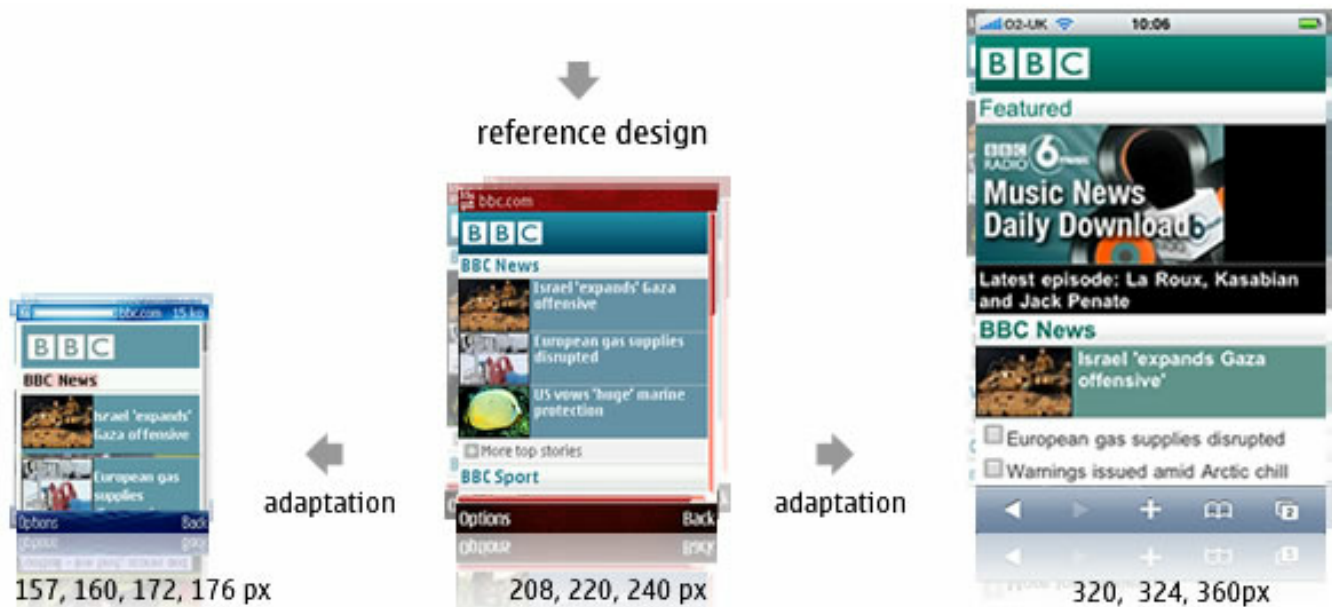 reference design
bbc.com 15
BBC
BBC News
Israel 'expands'
Gaza offensive
European gas
supplies
Options Back
157, 160, 172, 176 px
adaptation
bbc.com
BBC
BBC News
Israel 'expands' Gaza
offensive
European gas supplies
disrupted
US vows 'huge' marine
protection
More top stories
BBC Sport
Options Back
208, 220, 240 px
adaptation
O2-UK 10:06
BBC
Featured
BBC
RADIO 6 music
Music News
Daily Download
Latest episode: La Roux, Kasabian
and Jack Penate
BBC News
Israel 'expands Gaza
offensive'
European gas supplies disrupted
Warnings issued amid Arctic chill
2
320, 324, 360px